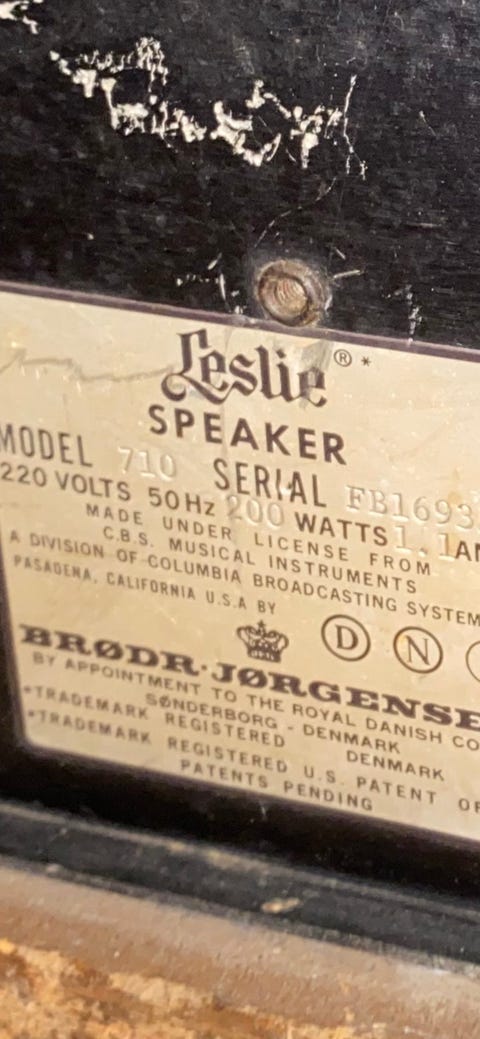 Leslie ® *
SPEAKER
MODEL 710 SERIAL FB1693
220 VOLTS 50Hz 200 WATTS 1.1
MADE UNDER LICENSE FROM
C.B.S. MUSICAL INSTRUMENTS
A DIVISION OF COLUMBIA BROADCASTING SYSTEM
PASADENA, CALIFORNIA U.S.A BY
D N
BRØDR·JØRGENSE
BY APPOINTMENT TO THE ROYAL DANISH CO
SØNDERBORG - DENMARK
*TRADEMARK REGISTERED DENMARK
*TRADEMARK REGISTERED U.S. PATENT OF
PATENTS PENDING